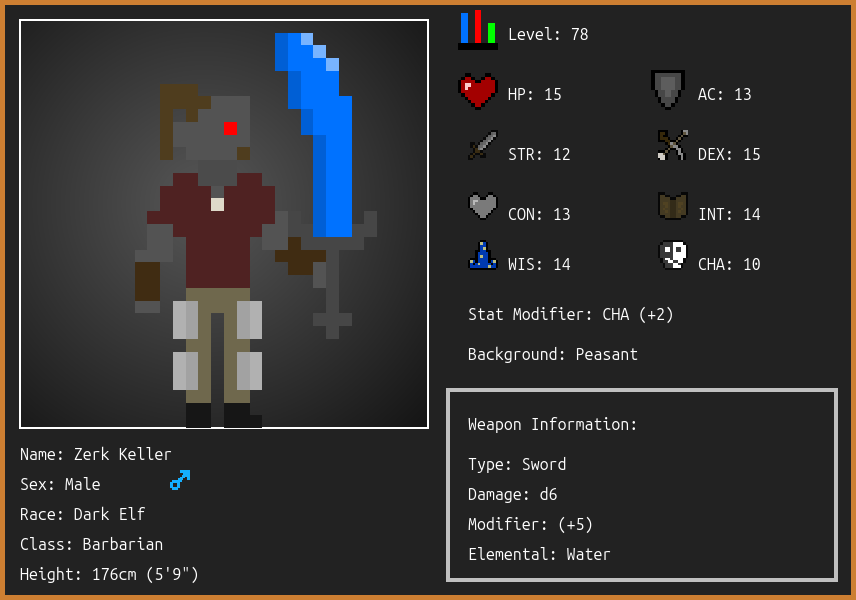 Level: 78
HP: 15
AC: 13
STR: 12
DEX: 15
CON: 13
INT: 14
WIS: 14
CHA: 10
Stat Modifier: CHA (+2)
Background: Peasant
Weapon Information:
Type: Sword
Damage: d6
Modifier: (+5)
Elemental: Water
Name: Zerk Keller
Sex: Male
Race: Dark Elf
Class: Barbarian
Height: 176cm (5'9")